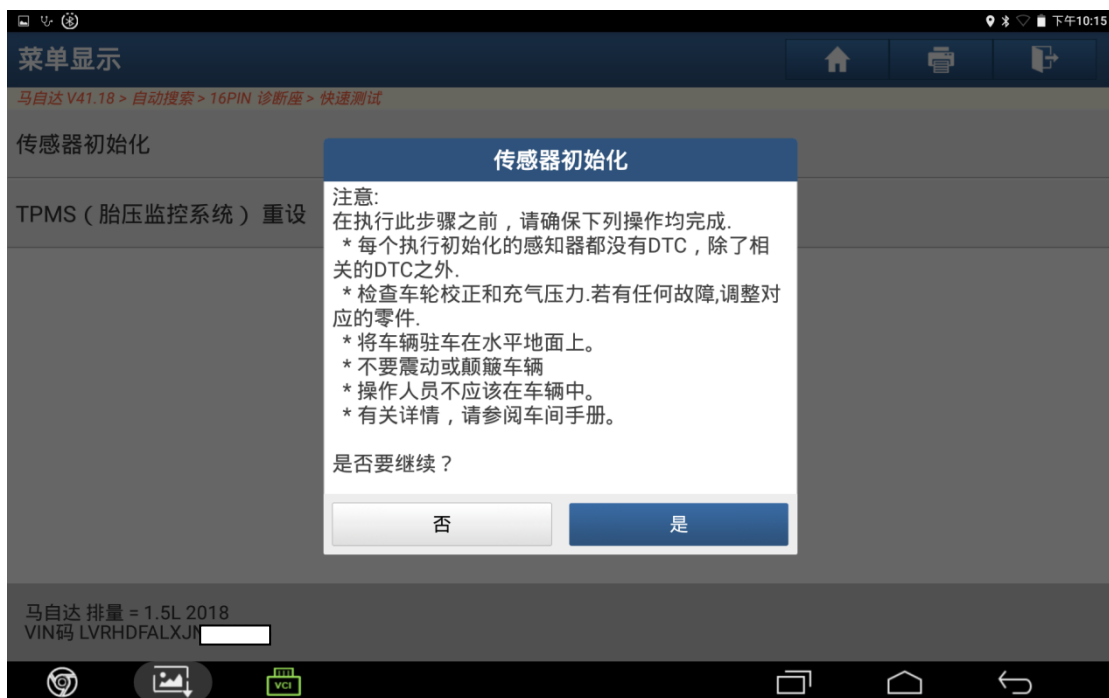 下午10:15
菜单显示
马自达 V41.18 > 自动搜索 > 16PIN 诊断座 > 快速测试
传感器初始化
TPMS（胎压监控系统）重设
传感器初始化
注意:
在执行此步骤之前，请确保下列操作均完成.
* 每个执行初始化的感知器都没有DTC，除了相
关的DTC之外.
* 检查车轮校正和充气压力.若有任何故障,调整对
应的零件.
* 将车辆驻车在水平地面上。
* 不要震动或颠簸车辆
* 操作人员不应该在车辆中。
* 有关详情，请参阅车间手册。
是否要继续？
否
是
马自达 排量 = 1.5L 2018
VIN码 LVRHDFALXJ
VCI